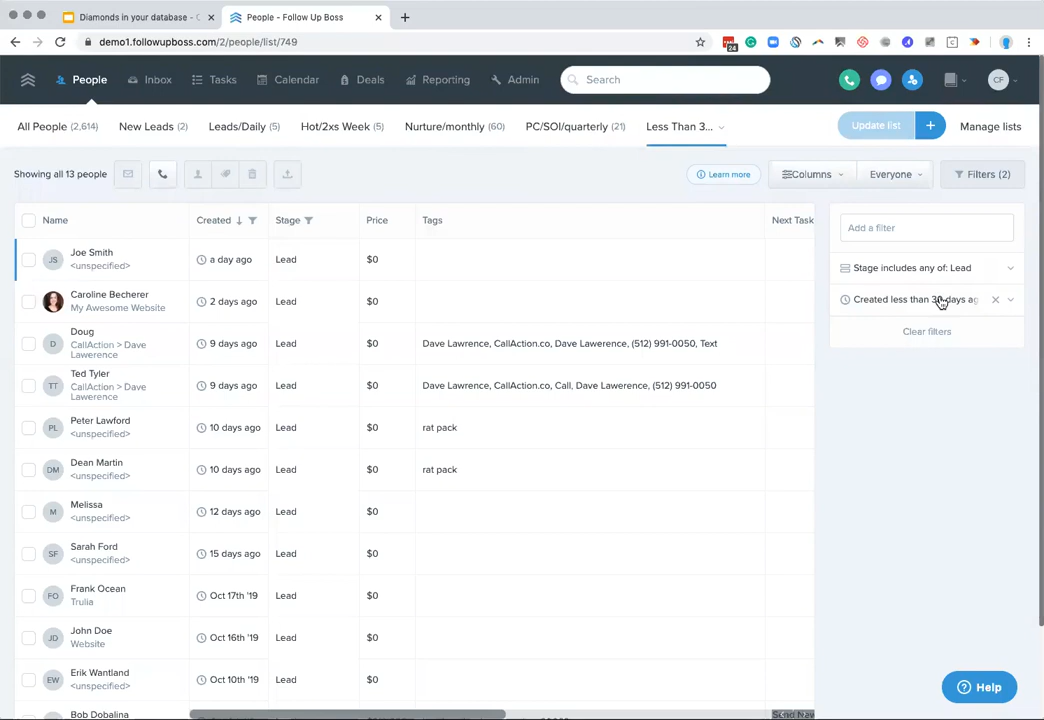 Diamonds in your database - C
People - Follow Up Boss
demo1.followupboss.com/2/people/list/749
24
People Inbox Tasks Calendar Deals Reporting Admin Search CF
All People (2,614) New Leads (2) Leads/Daily (5) Hot/2xs Week (5) Nurture/monthly (60) PC/SOI/quarterly (21) Less Than 3... Update list + Manage lists
Showing all 13 people Learn more Columns Everyone Filters (2)
Name Created Stage Price Tags Next Task
Add a filter
Stage includes any of: Lead
Created less than 30 days ag
Clear filters
JS Joe Smith
<unspecified>
a day ago Lead $0
Caroline Becherer
My Awesome Website
2 days ago Lead $0
D Doug
CallAction > Dave
Lawerence
9 days ago Lead $0 Dave Lawrence, CallAction.co, Dave Lawerence, (512) 991-0050, Text
TT Ted Tyler
CallAction > Dave
Lawerence
9 days ago Lead $0 Dave Lawrence, CallAction.co, Call, Dave Lawerence, (512) 991-0050
PL Peter Lawford
<unspecified>
10 days ago Lead $0 rat pack
DM Dean Martin
<unspecified>
10 days ago Lead $0 rat pack
M Melissa
<unspecified>
12 days ago Lead $0
SF Sarah Ford
<unspecified>
15 days ago Lead $0
FO Frank Ocean
Trulia
Oct 17th '19 Lead $0
JD John Doe
Website
Oct 16th '19 Lead $0
EW Erik Wantland
<unspecified>
Oct 10th '19 Lead $0
Bob Dobalina
Send New
Help